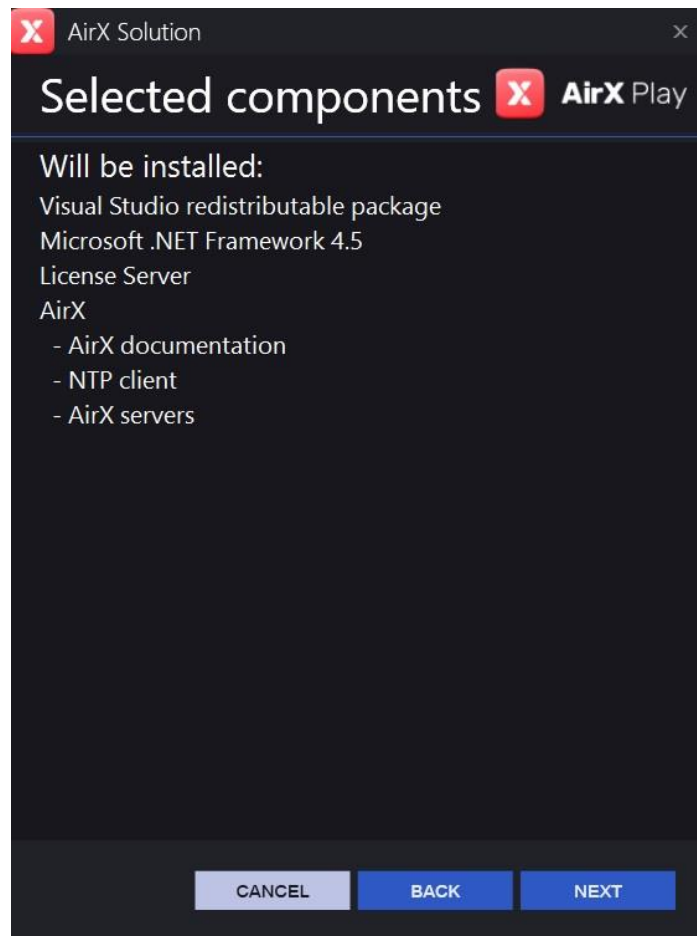 X AirX Solution ×
Selected components X AirX Play
Will be installed:
Visual Studio redistributable package
Microsoft .NET Framework 4.5
License Server
AirX
- AirX documentation
- NTP client
- AirX servers
CANCEL BACK NEXT